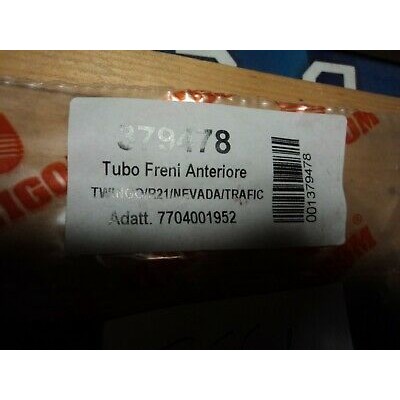 379478
Tubo Freni Anteriore
TWINGO/R21/NEVADA/TRAFIC
Adatt. 7704001952
001379478